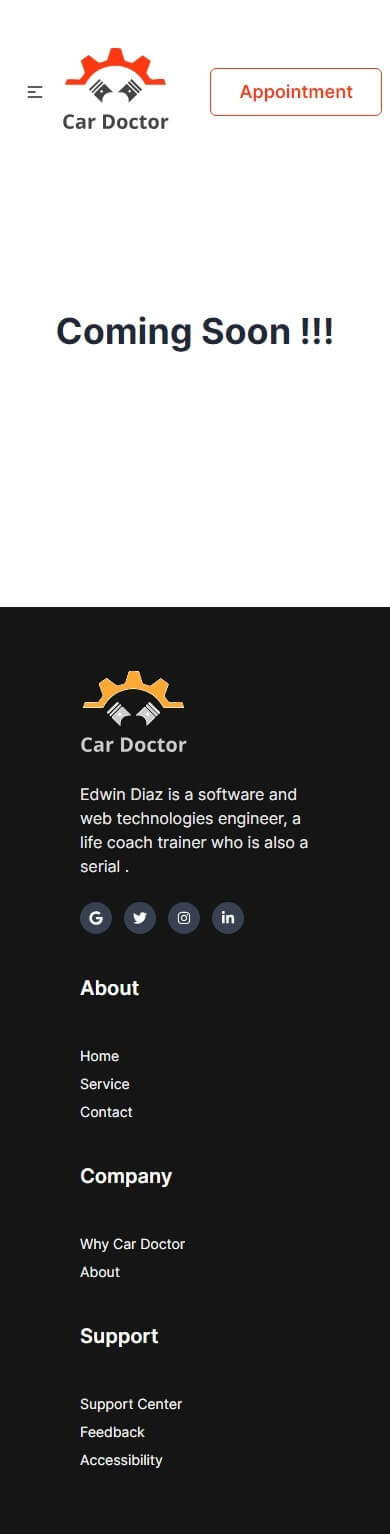 Car Doctor
Appointment
Coming Soon !!!
Car Doctor
Edwin Diaz is a software and
web technologies engineer, a
life coach trainer who is also a
serial .
About
Home
Service
Contact
Company
Why Car Doctor
About
Support
Support Center
Feedback
Accessibility